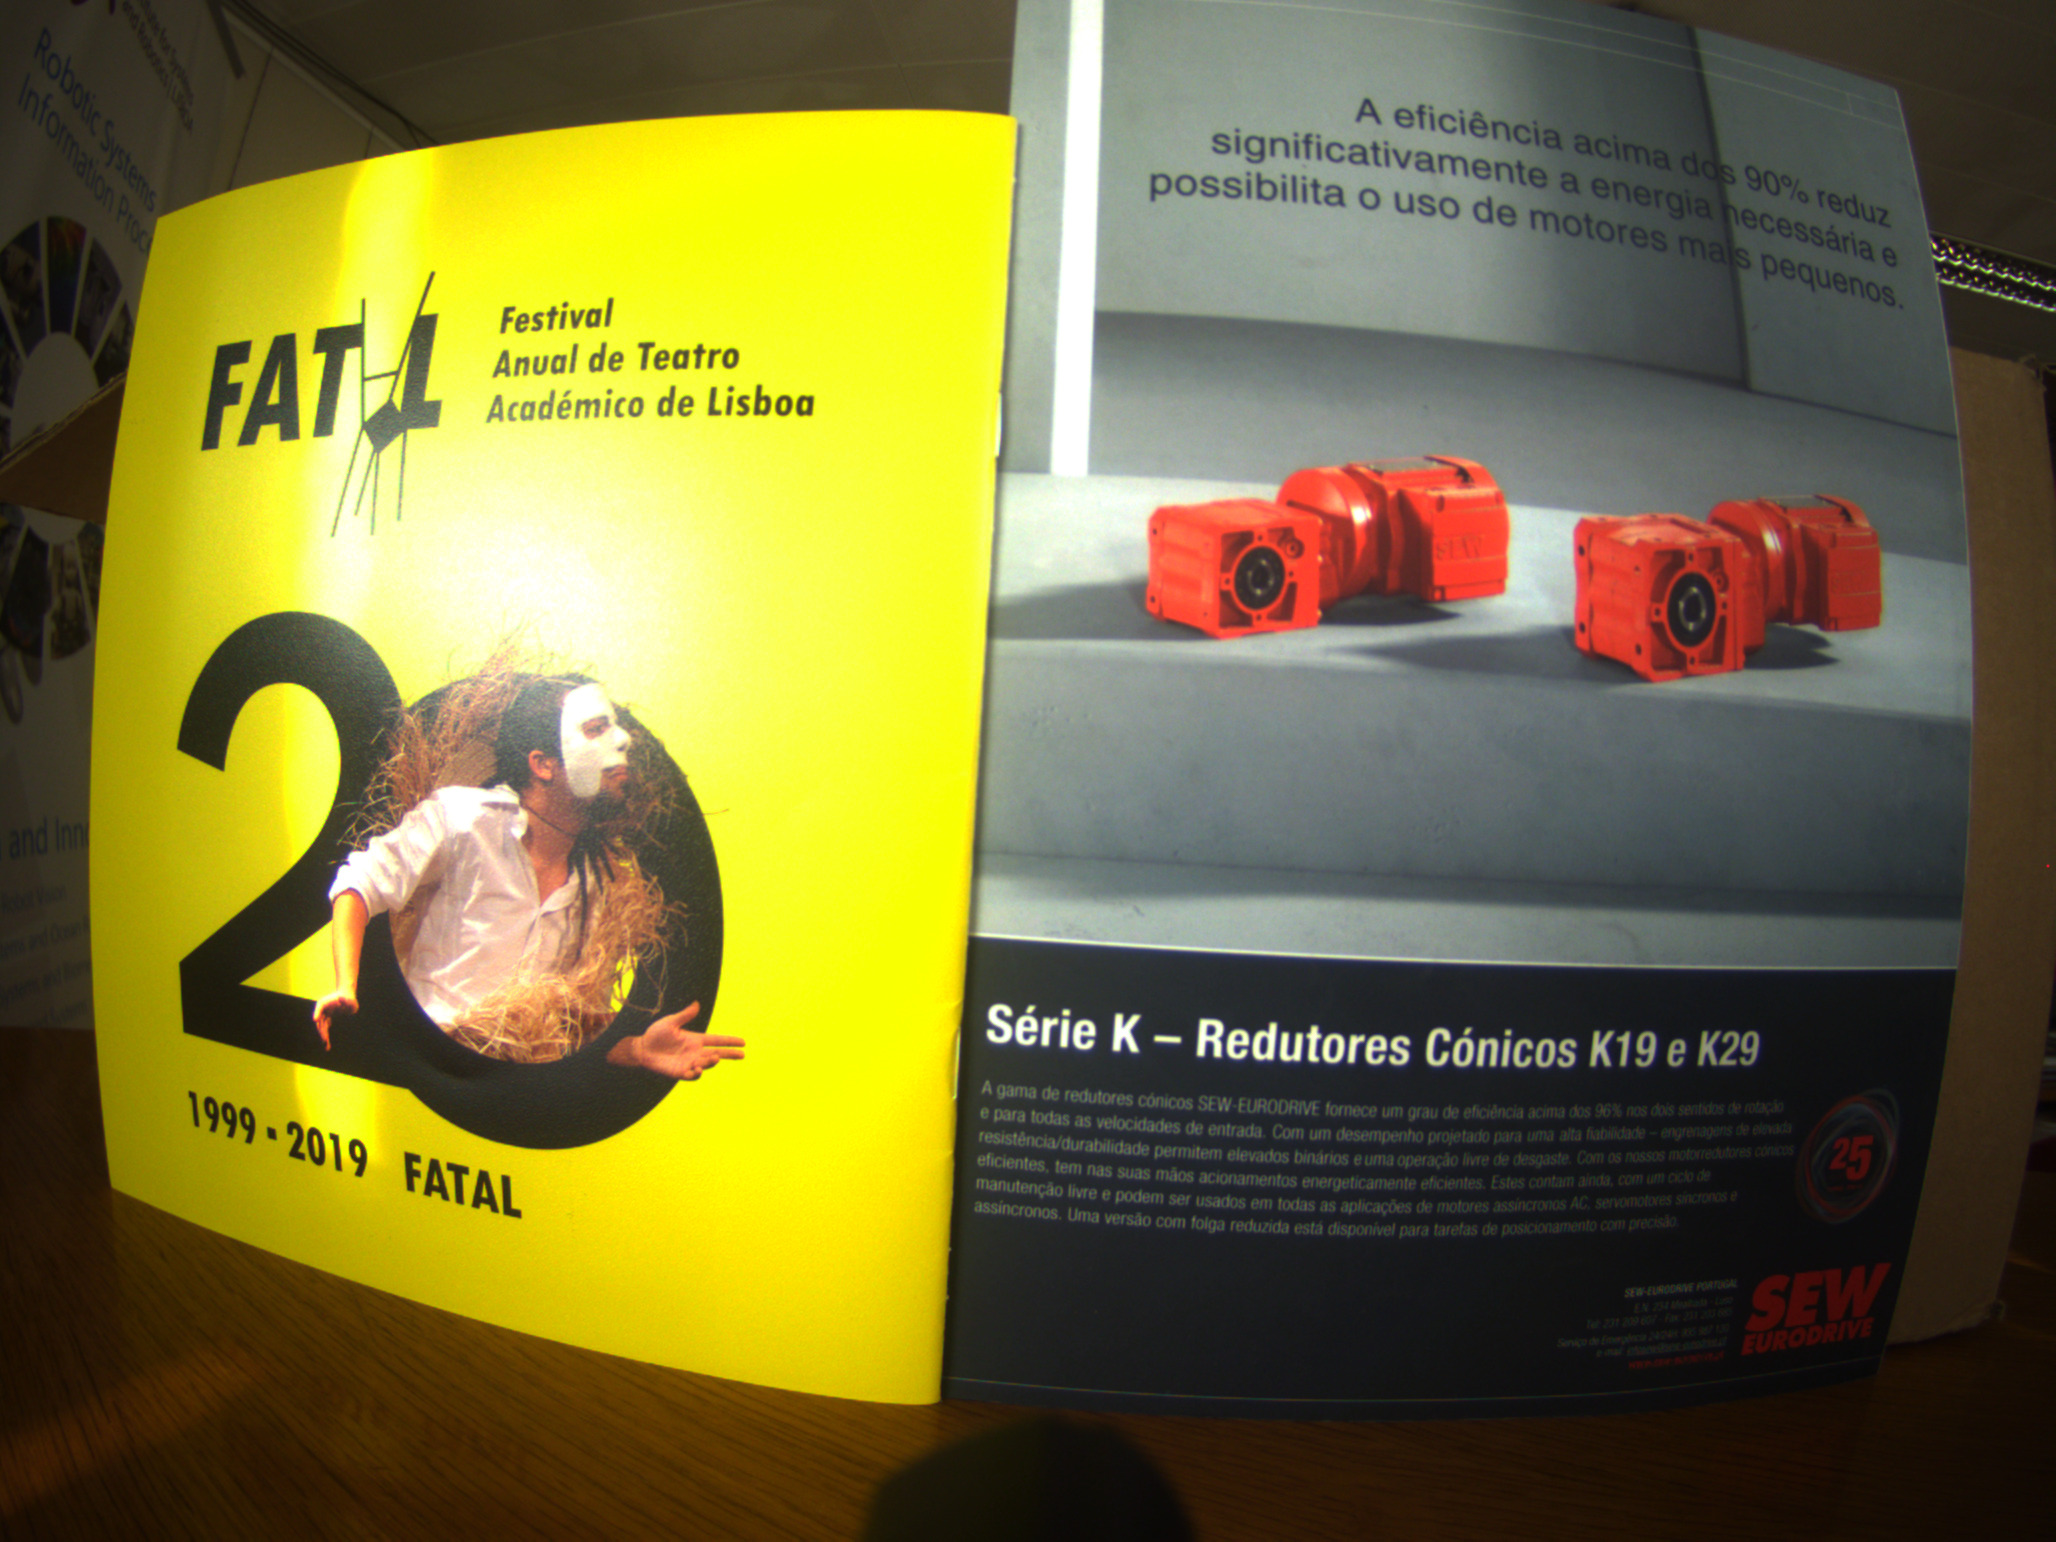 and Robotics | LISBOA
Robotic Systems
Information Proc
and Inno
Robot Vision
FATAL
Festival
Anual de Teatro
Académico de Lisboa
20
1999 - 2019 FATAL
A eficiência acima dos 90% reduz
significativamente a energia necessária e
possibilita o uso de motores mais pequenos.
SEW
Série K – Redutores Cónicos K19 e K29
A gama de redutores cónicos SEW-EURODRIVE fornece um grau de eficiência acima dos 96% nos dois sentidos de rotação
e para todas as velocidades de entrada. Com um desempenho projetado para uma alta fiabilidade – engrenagens de elevada
resistência/durabilidade permitem elevados binários e uma operação livre de desgaste. Com os nossos motorredutores cónicos
eficientes, tem nas suas mãos acionamentos energeticamente eficientes. Estes contam ainda, com um ciclo de
manutenção livre e podem ser usados em todas as aplicações de motores assíncronos AC, servomotores síncronos e
assíncronos. Uma versão com folga reduzida está disponível para tarefas de posicionamento com precisão.
25
SEW-EURODRIVE PORTUGAL
SEW
EURODRIVE